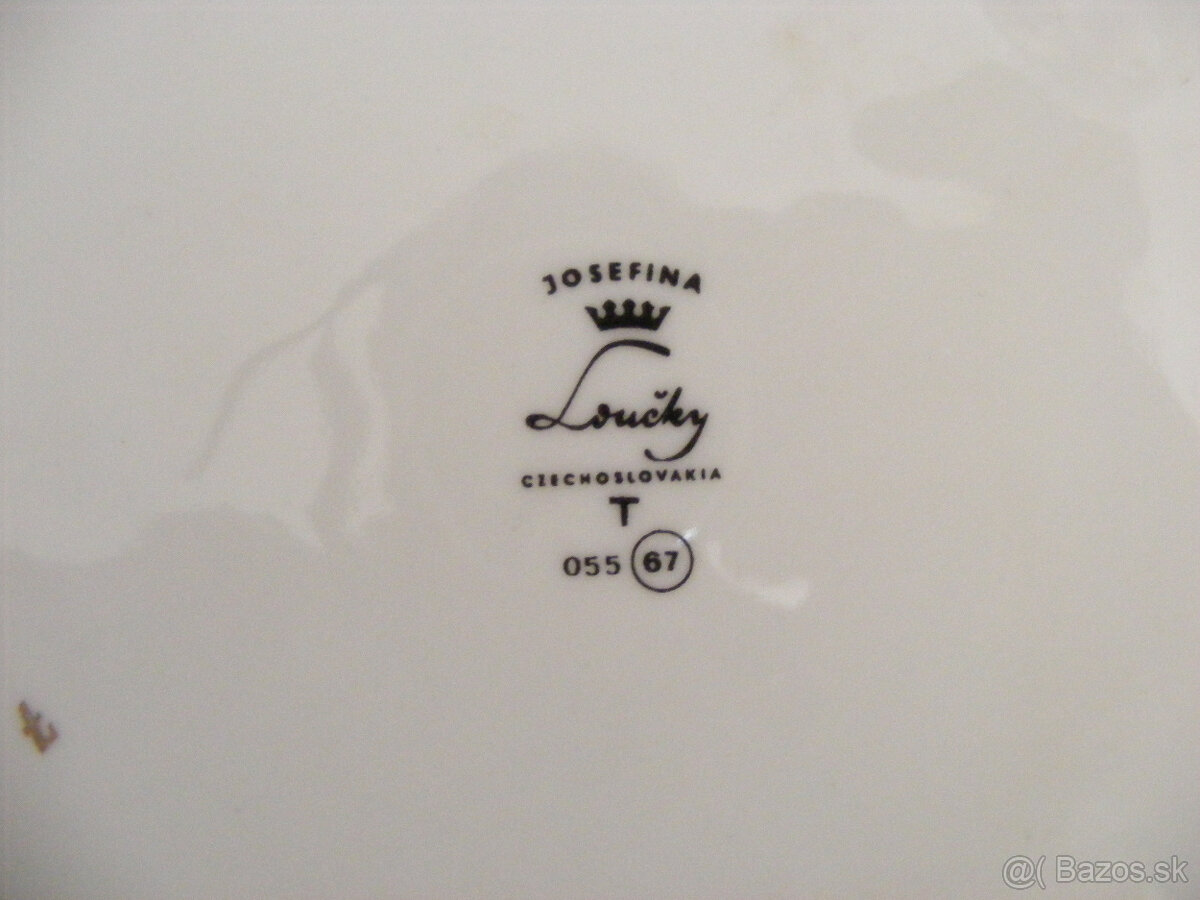 JOSEFINA
Loučky
CZECHOSLOVAKIA
T
055 67
@( Bazos.sk